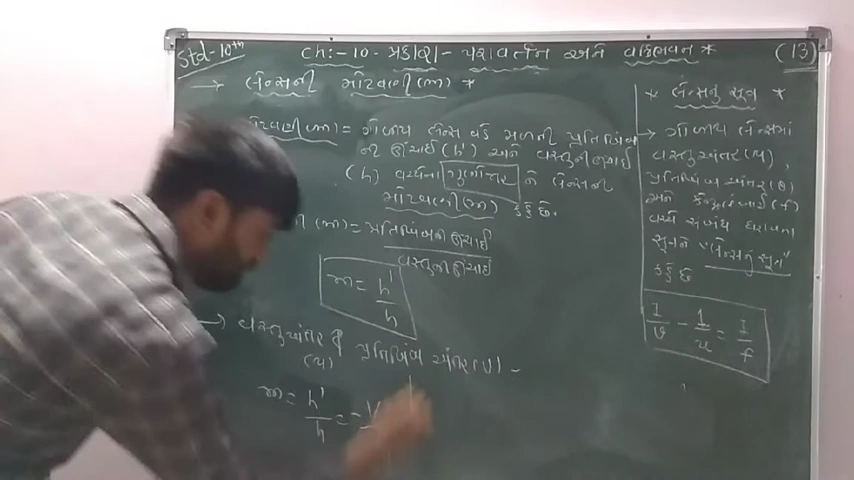 Std-10th
Ch:-10- પ્રકાશ - પરાવર્તન અને વક્રીભવન *
(13)
→ લેન્સની મોટવણી (m) *
મોટવણી (m) = ગોળીય લેન્સ વડે મળતી પ્રતિબિંબ
ની ઊંચાઈ (h') અને વસ્તુની ઊંચાઈ
(h) વચ્ચેના ગુણોત્તર ને લેન્સની
મોટવણી (m) કહે છે.
(m) = પ્રતિબિંબની ઊંચાઈ
વસ્તુની ઊંચાઈ
m = h'
h
→ વસ્તુઅંતર
પ્રતિબિંબ અંતર (v) -
(u)
m = h'
h
= - v
* લેન્સનું સૂત્ર *
→ ગોળીય લેન્સમાં
વસ્તુઅંતર (u),
પ્રતિબિંબ અંતર (v)
અને કેન્દ્રલંબાઈ (f)
વચ્ચે સબંધ ધરાવતા
સૂત્રને "લેન્સનું સૂત્ર"
કહે છે
1/v - 1/u = 1/f